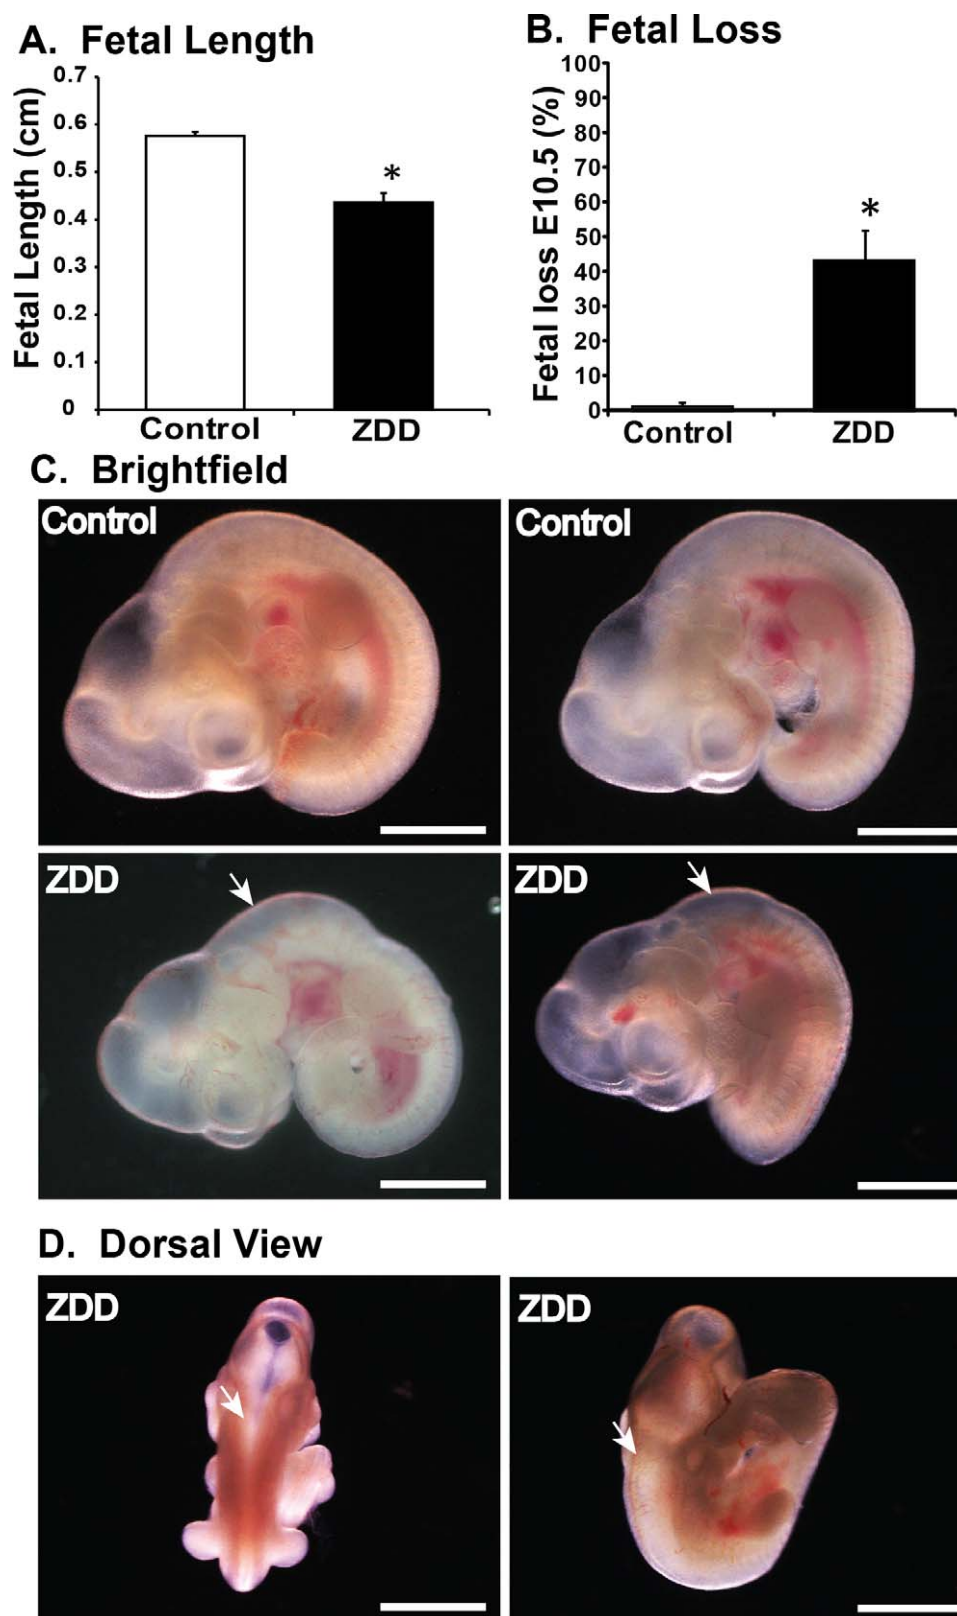 A. Fetal Length
Fetal Length (cm)
0.7
0.6
0.5
0.4
0.3
0.2
0.1
0
*
Control
ZDD
B. Fetal Loss
Fetal loss E10.5 (%)
100
90
80
70
60
50
40
30
20
10
0
*
Control
ZDD
C. Brightfield
Control
Control
ZDD
ZDD
D. Dorsal View
ZDD
ZDD